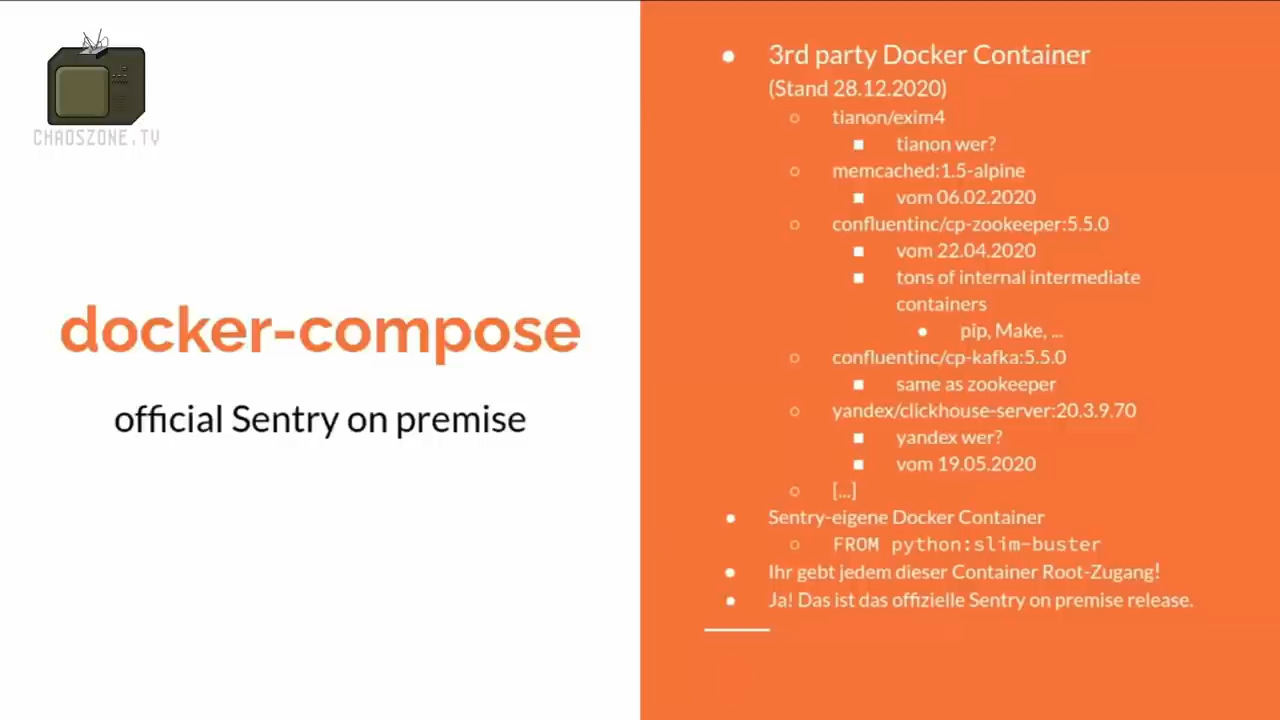 CHAOSZONE.TV
docker-compose
official Sentry on premise
3rd party Docker Container
(Stand 28.12.2020)
tianon/exim4
tianon wer?
memcached:1.5-alpine
vom 06.02.2020
confluentinc/cp-zookeeper:5.5.0
vom 22.04.2020
tons of internal intermediate
containers
pip, Make, ...
confluentinc/cp-kafka:5.5.0
same as zookeeper
yandex/clickhouse-server:20.3.9.70
yandex wer?
vom 19.05.2020
[...]
Sentry-eigene Docker Container
FROM python:slim-buster
Ihr gebt jedem dieser Container Root-Zugang!
Ja! Das ist das offizielle Sentry on premise release.